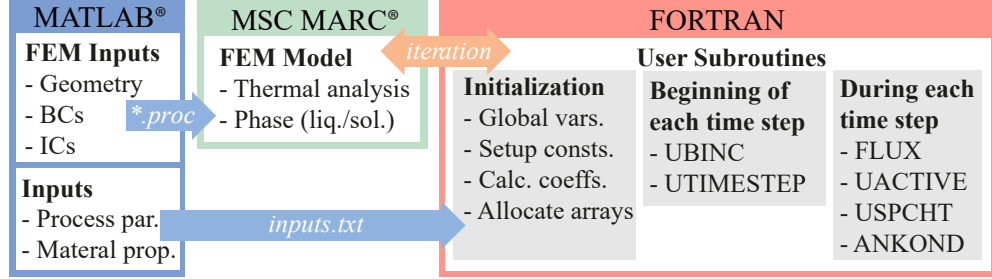 MATLAB®
FEM Inputs
- Geometry
- BCs
- ICs
*.proc
Inputs
- Process par.
- Materal prop.
inputs.txt
MSC MARC®
FEM Model
- Thermal analysis
- Phase (liq./sol.)
iteration
FORTRAN
User Subroutines
Initialization
- Global vars.
- Setup consts.
- Calc. coeffs.
- Allocate arrays
Beginning of
each time step
- UBINC
- UTIMESTEP
During each
time step
- FLUX
- UACTIVE
- USPCHT
- ANKOND